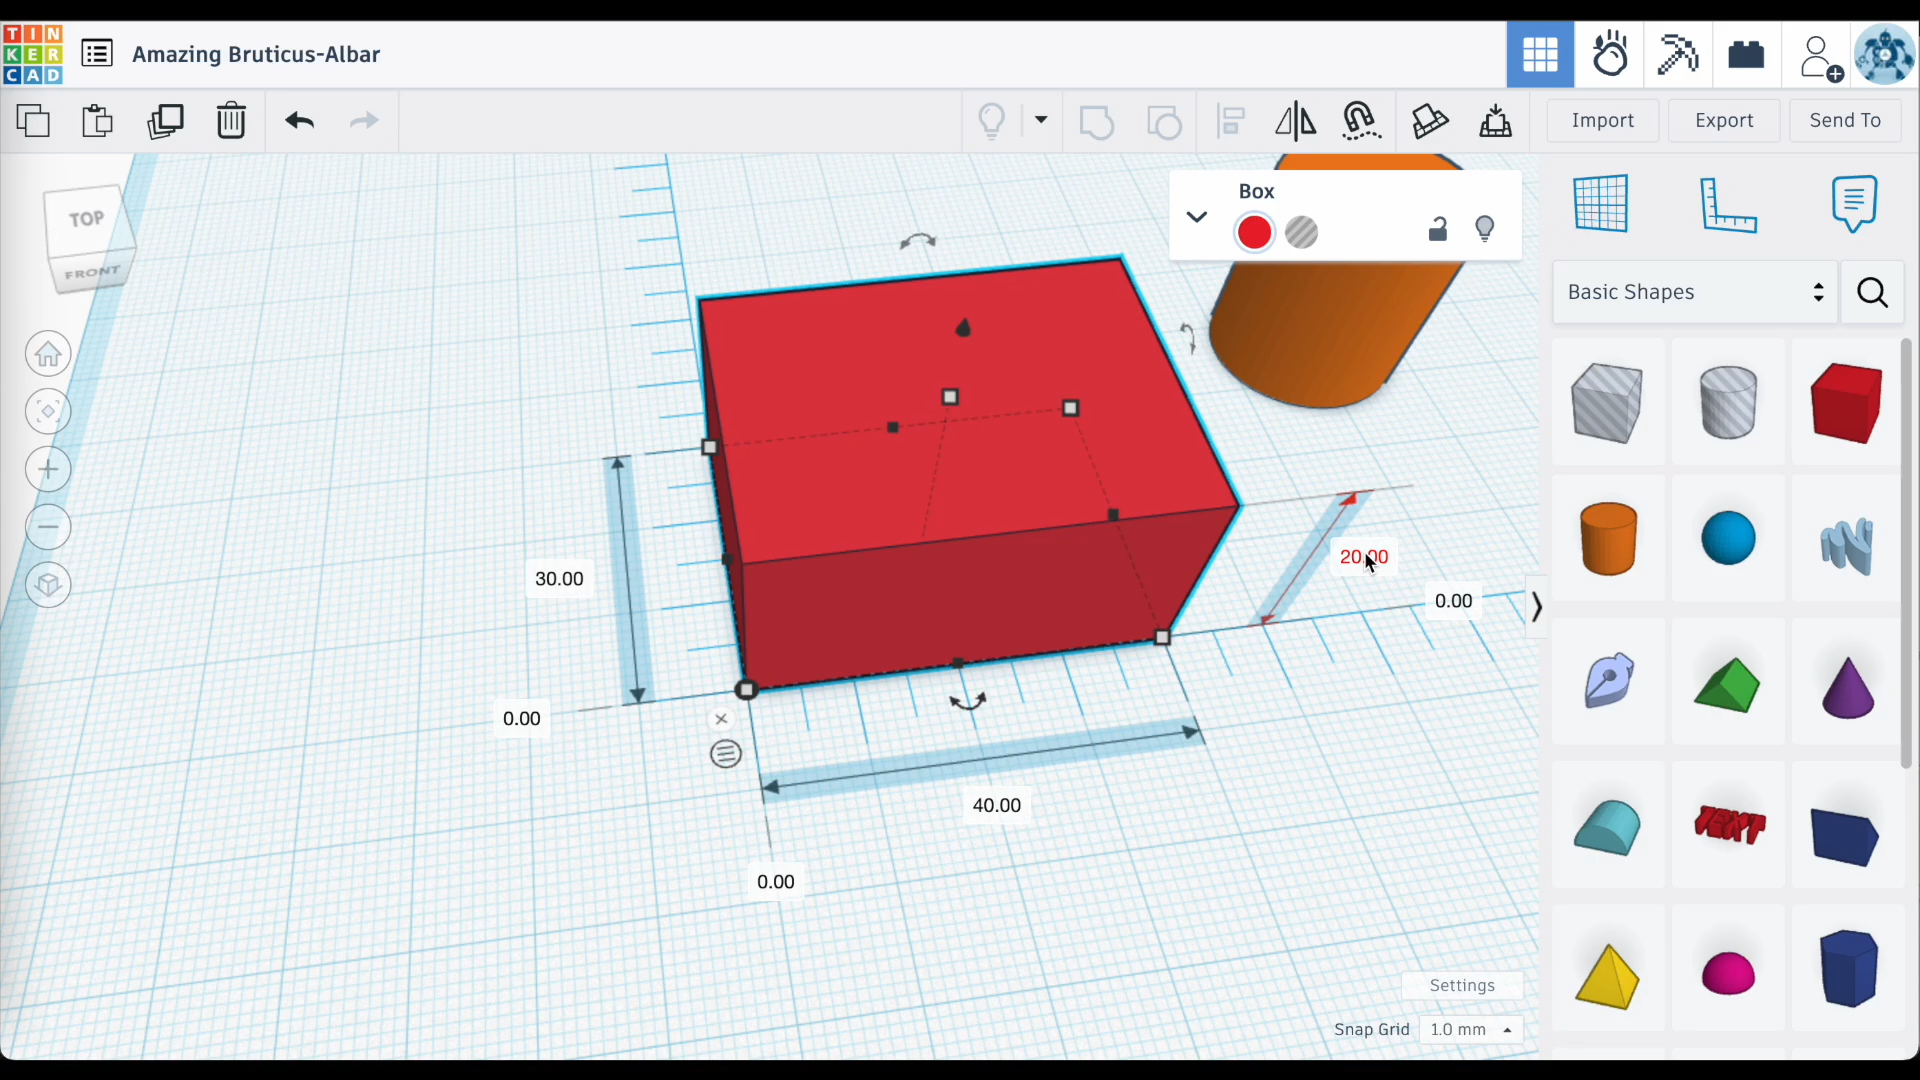 TIN
KER
CAD
Amazing Bruticus-Albar
Import
Export
Send To
TOP
FRONT
Box
Basic Shapes
30.00
20.00
0.00
0.00
40.00
0.00
TEXT
Settings
Snap Grid 1.0 mm